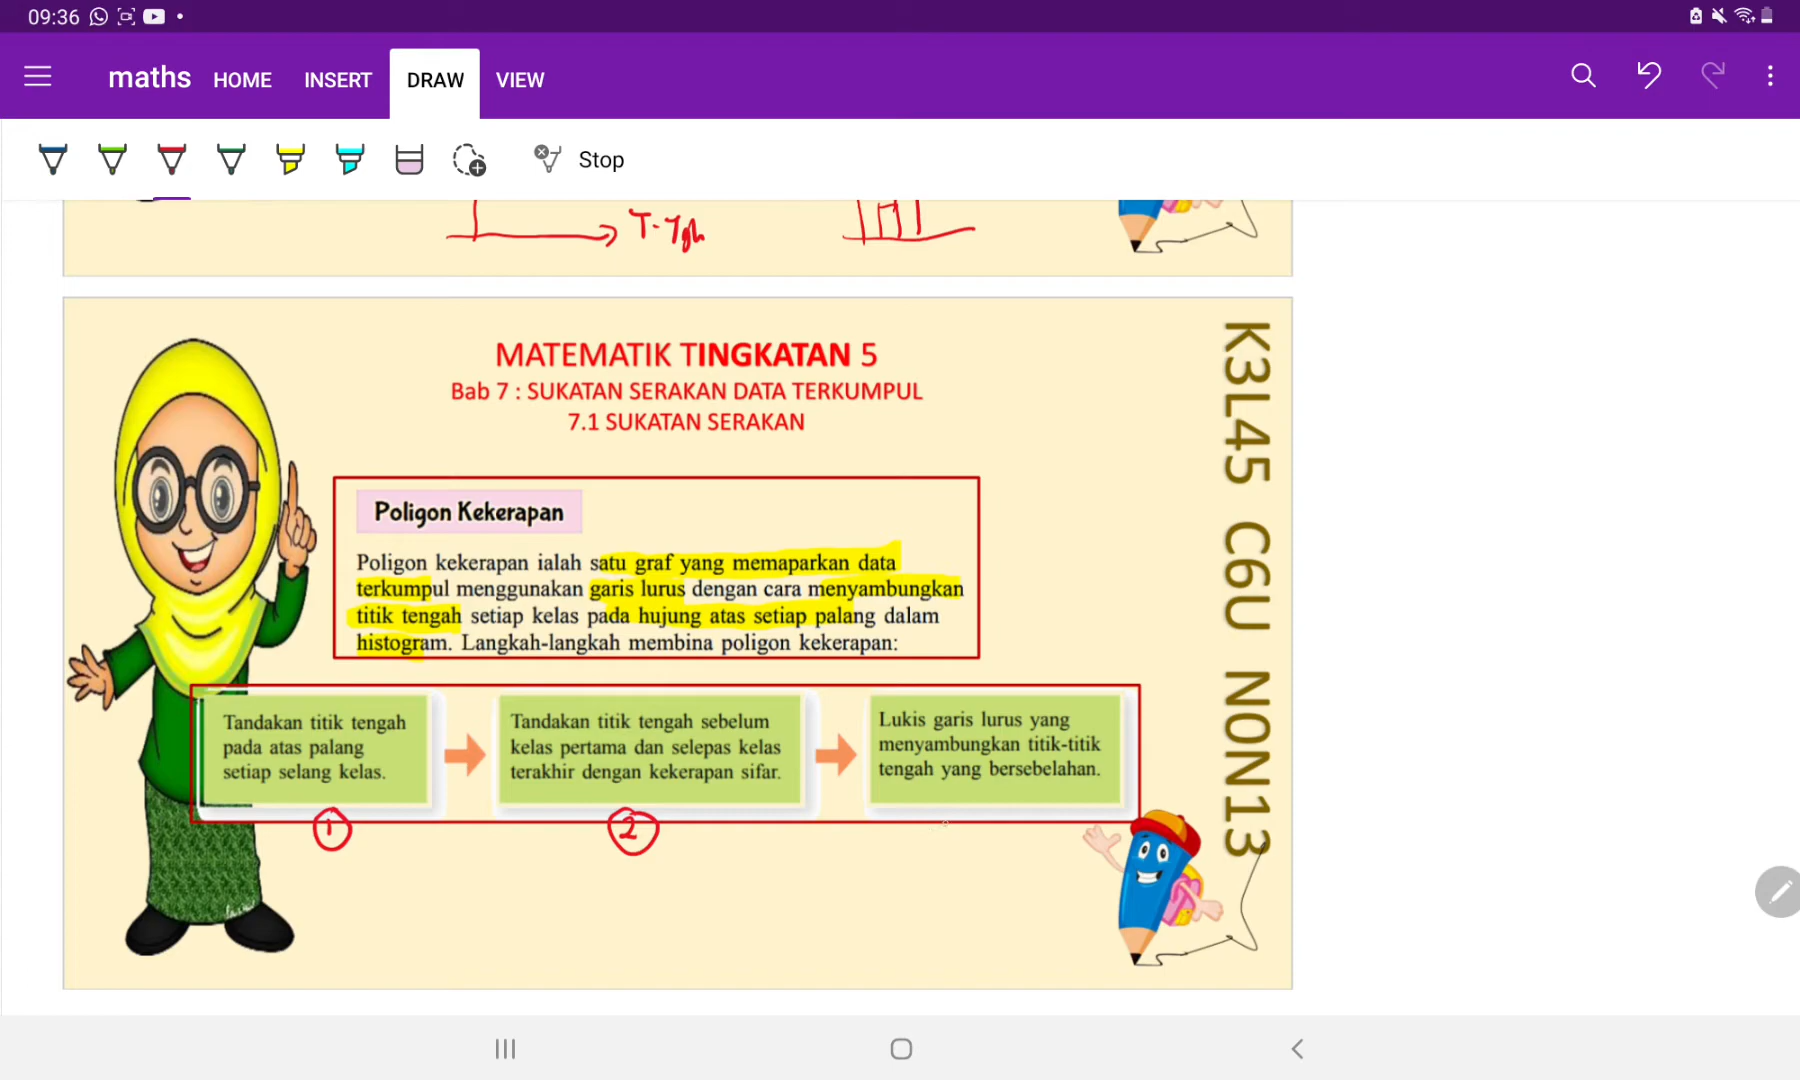 09:36
maths HOME INSERT DRAW VIEW
Stop
T-Tgh
MATEMATIK TINGKATAN 5
Bab 7 : SUKATAN SERAKAN DATA TERKUMPUL
7.1 SUKATAN SERAKAN
Poligon Kekerapan
Poligon kekerapan ialah satu graf yang memaparkan data
terkumpul menggunakan garis lurus dengan cara menyambungkan
titik tengah setiap kelas pada hujung atas setiap palang dalam
histogram. Langkah-langkah membina poligon kekerapan:
Tandakan titik tengah
pada atas palang
setiap selang kelas.
Tandakan titik tengah sebelum
kelas pertama dan selepas kelas
terakhir dengan kekerapan sifar.
Lukis garis lurus yang
menyambungkan titik-titik
tengah yang bersebelahan.
1
2
K3L45 C6U N0N13